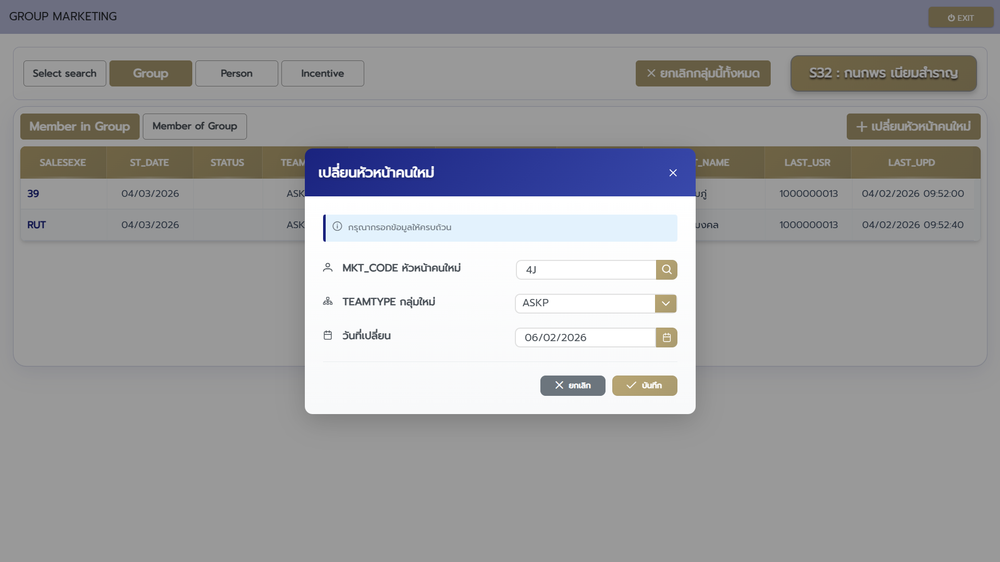 GROUP MARKETING
EXIT
Select search
Group
Person
Incentive
ยกเลิกกลุ่มนี้ทั้งหมด
S32 : กนกพร เนียมสำราญ
Member in Group
Member of Group
เปลี่ยนหัวหน้าคนใหม่
SALESEXE ST_DATE STATUS TEAM T_NAME LAST_USR LAST_UPD
39 04/03/2026 ASK 1000000013 04/02/2026 09:52:00
RUT 04/03/2026 ASK มงคล 1000000013 04/02/2026 09:52:40
เปลี่ยนหัวหน้าคนใหม่
กรุณากรอกข้อมูลให้ครบถ้วน
MKT_CODE หัวหน้าคนใหม่ 4J
TEAMTYPE กลุ่มใหม่ ASKP
วันที่เปลี่ยน 06/02/2026
ยกเลิก
บันทึก